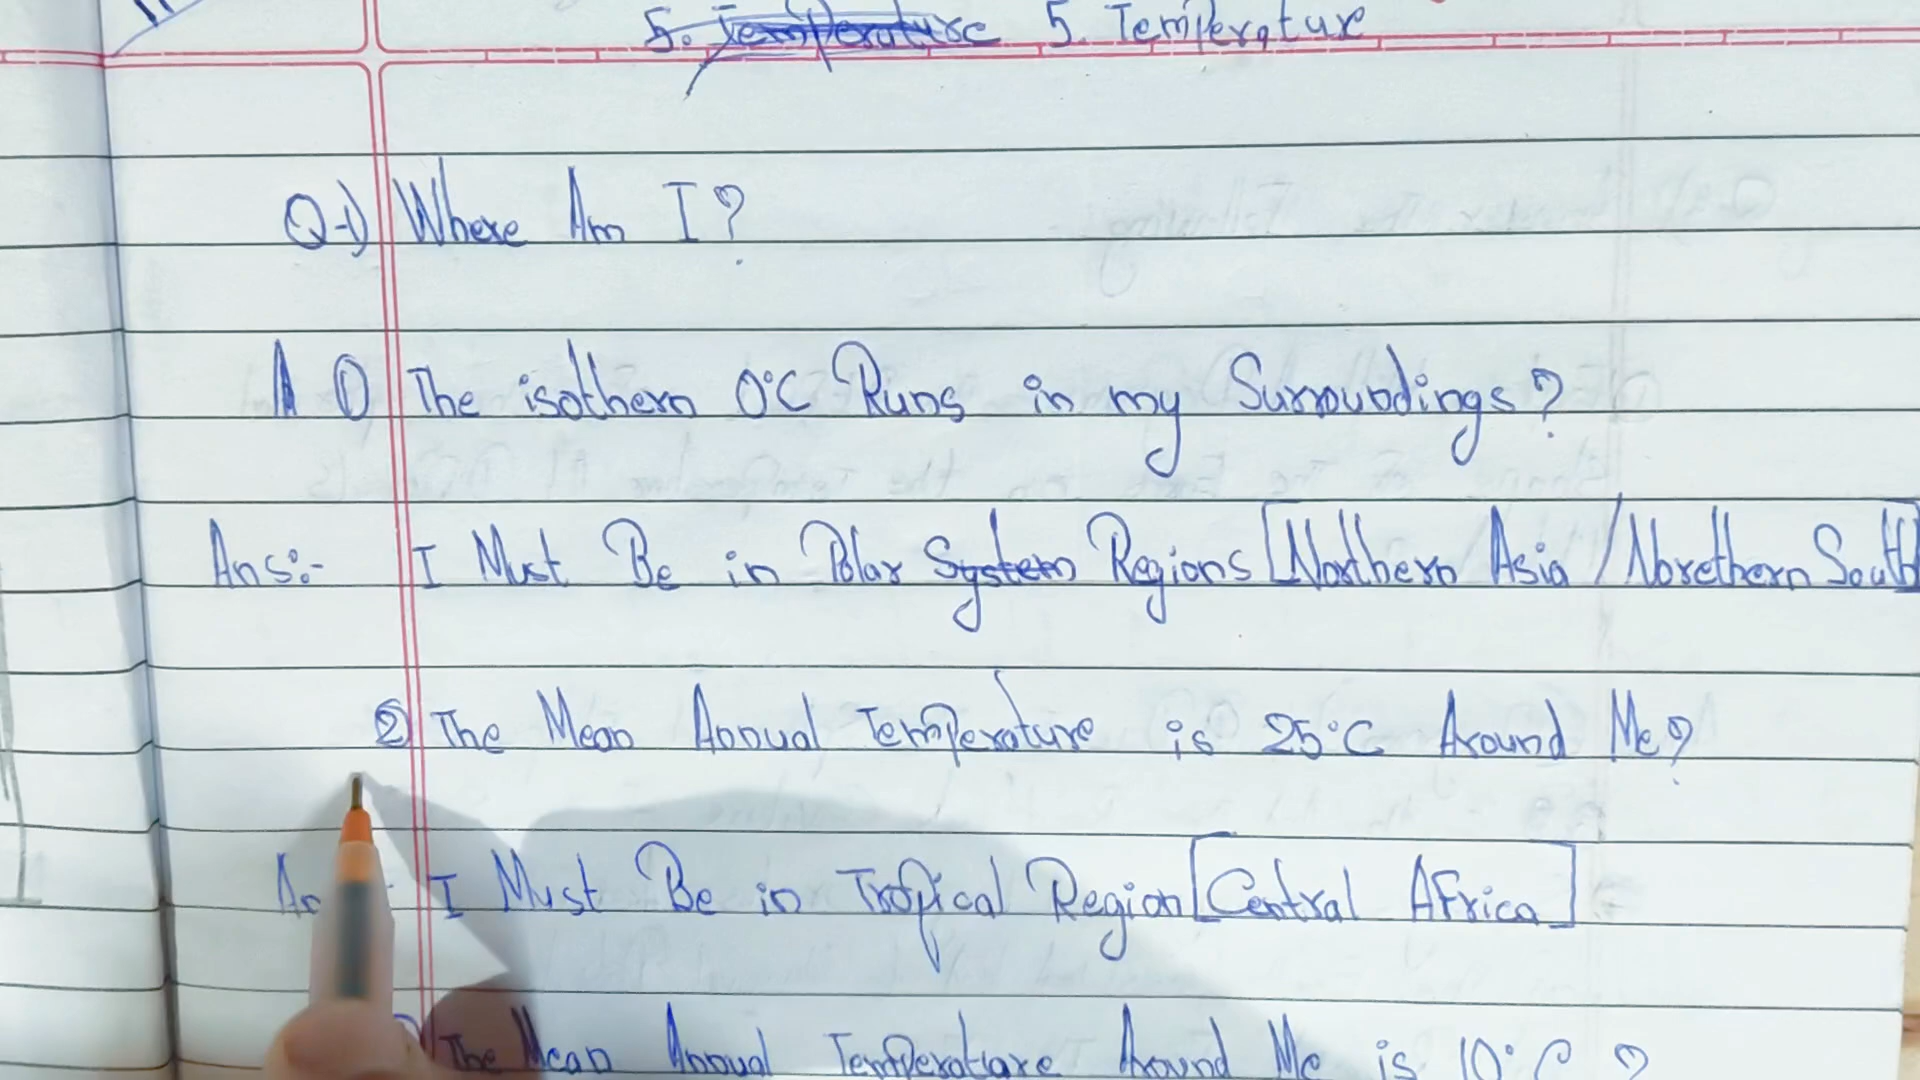 5. Temperature 5. Temperature
Q-1) Where Am I?
A ① The isothern 0°C Runs in my Surroundings?
Ans:- I Must Be in Polar System Regions [Northern Asia / Norethern South
② The Mean Annual Temperature is 25°C Around Me?
I Must Be in Tropical Region [Central Africa]
The Mean Annual Temperature Around Me is 10°C?